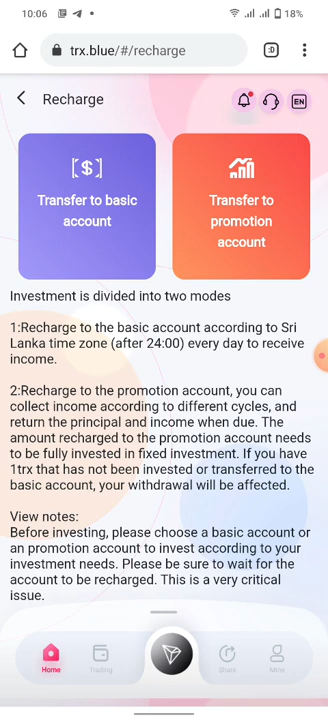 10:06
18%
trx.blue/#/recharge
:D
Recharge
EN
[$]
Transfer to basic
account
Transfer to
promotion
account
Investment is divided into two modes
1:Recharge to the basic account according to Sri
Lanka time zone (after 24:00) every day to receive
income.
2:Recharge to the promotion account, you can
collect income according to different cycles, and
return the principal and income when due. The
amount recharged to the promotion account needs
to be fully invested in fixed investment. If you have
1trx that has not been invested or transferred to the
basic account, your withdrawal will be affected.
View notes:
Before investing, please choose a basic account or
an promotion account to invest according to your
investment needs. Please be sure to wait for the
account to be recharged. This is a very critical
issue.
Home
Trading
Share
Mine